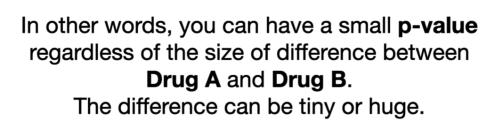 In other words, you can have a small p-value
regardless of the size of difference between
Drug A and Drug B.
The difference can be tiny or huge.